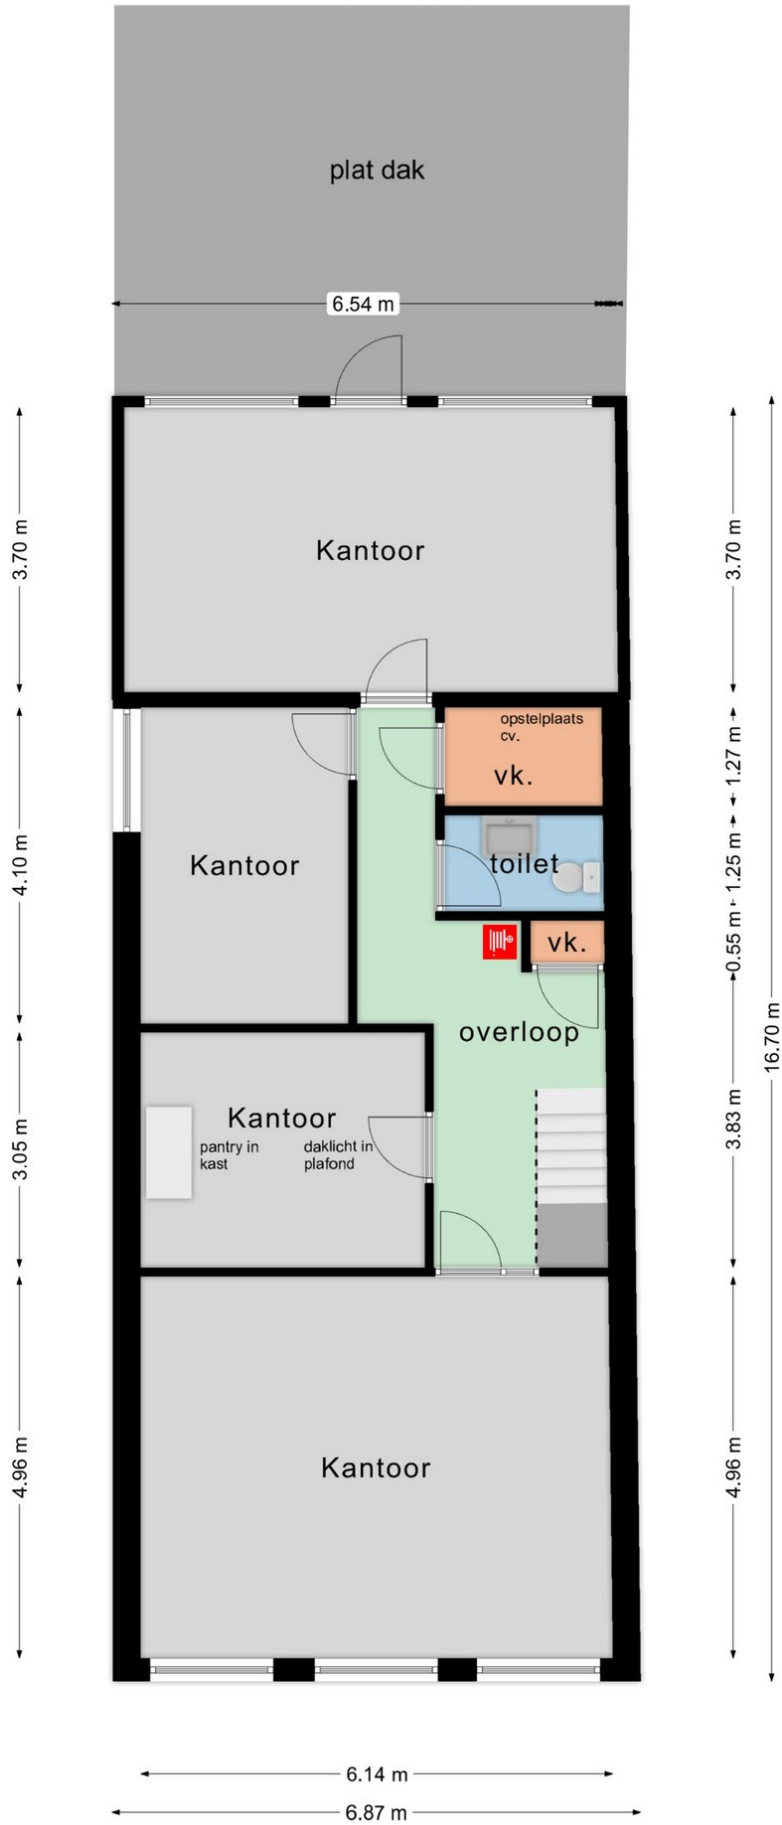 plat dak
6.54 m
Kantoor
3.70 m
3.70 m
opstelplaats
cv.
vk.
1.27 m
Kantoor
toilet
4.10 m
1.25 m
vk.
0.55 m
overloop
16.70 m
Kantoor
pantry in
kast
daklicht in
plafond
3.05 m
3.83 m
Kantoor
4.96 m
4.96 m
6.14 m
6.87 m